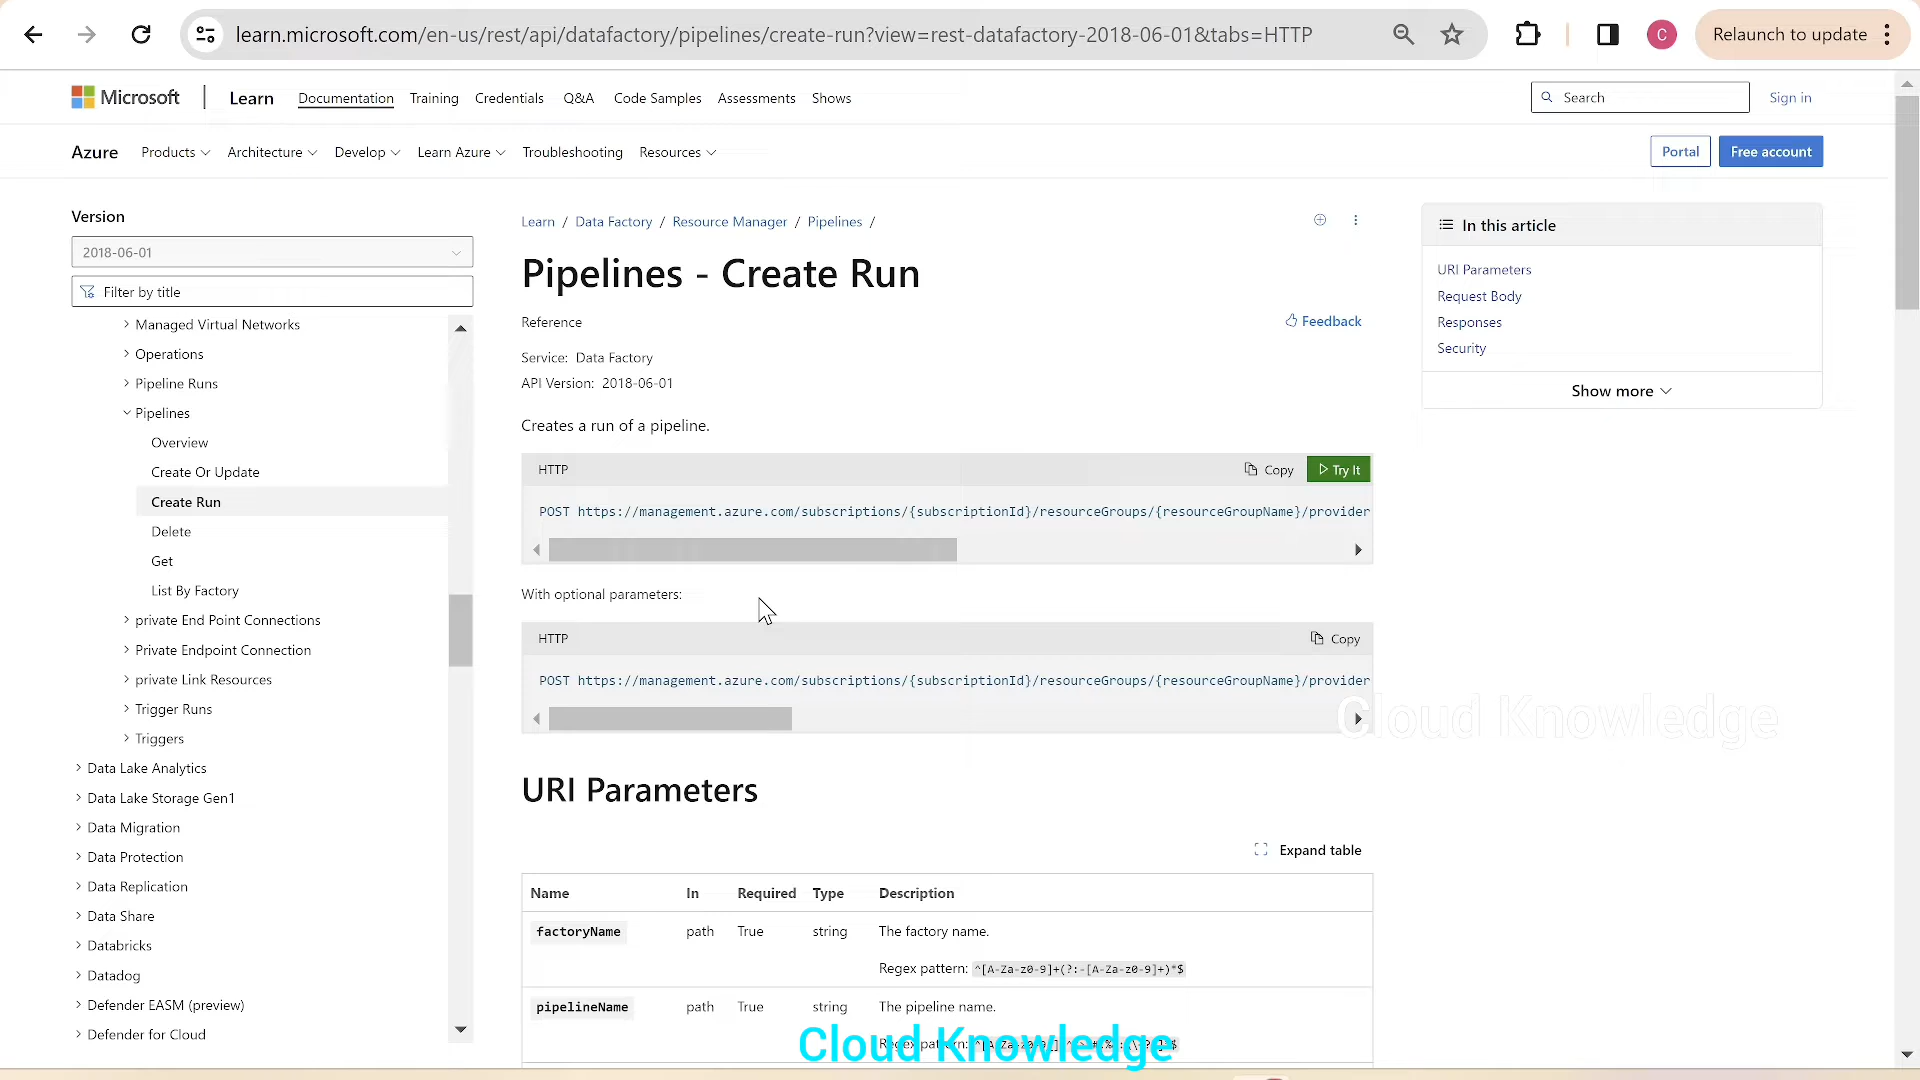 learn.microsoft.com/en-us/rest/api/datafactory/pipelines/create-run?view=rest-datafactory-2018-06-01&tabs=HTTP
C
Relaunch to update
Microsoft
Learn
Documentation
Training
Credentials
Q&A
Code Samples
Assessments
Shows
Search
Sign in
Azure
Products
Architecture
Develop
Learn Azure
Troubleshooting
Resources
Portal
Free account
Version
2018-06-01
Filter by title
Managed Virtual Networks
Operations
Pipeline Runs
Pipelines
Overview
Create Or Update
Create Run
Delete
Get
List By Factory
private End Point Connections
Private Endpoint Connection
private Link Resources
Trigger Runs
Triggers
Data Lake Analytics
Data Lake Storage Gen1
Data Migration
Data Protection
Data Replication
Data Share
Databricks
Datadog
Defender EASM (preview)
Defender for Cloud
Learn / Data Factory / Resource Manager / Pipelines /
Pipelines - Create Run
Reference
Feedback
Service: Data Factory
API Version: 2018-06-01
Creates a run of a pipeline.
HTTP
Copy
Try It
POST https://management.azure.com/subscriptions/{subscriptionId}/resourceGroups/{resourceGroupName}/provider
With optional parameters:
HTTP
Copy
POST https://management.azure.com/subscriptions/{subscriptionId}/resourceGroups/{resourceGroupName}/provider
URI Parameters
Expand table
Name In Required Type Description
factoryName path True string The factory name.
Regex pattern: ^[A-Za-z0-9]+(?:-[A-Za-z0-9]+)*$
pipelineName path True string The pipeline name.
Regex pattern:
In this article
URI Parameters
Request Body
Responses
Security
Show more
Cloud Knowledge
Cloud Knowledge